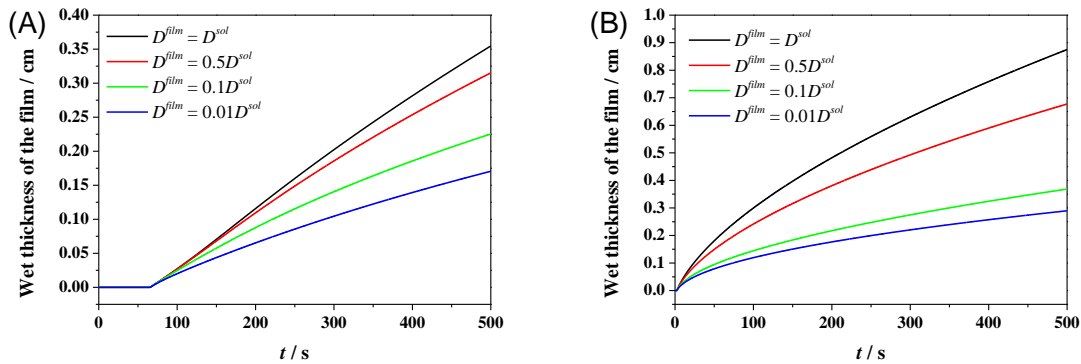 (A)
Wet thickness of the film / cm
0.40
0.35
0.30
0.25
0.20
0.15
0.10
0.05
0.00
D^film = D^sol
D^film = 0.5D^sol
D^film = 0.1D^sol
D^film = 0.01D^sol
0 100 200 300 400 500
t / s
(B)
Wet thickness of the film / cm
1.0
0.9
0.8
0.7
0.6
0.5
0.4
0.3
0.2
0.1
0.0
D^film = D^sol
D^film = 0.5D^sol
D^film = 0.1D^sol
D^film = 0.01D^sol
0 100 200 300 400 500
t / s